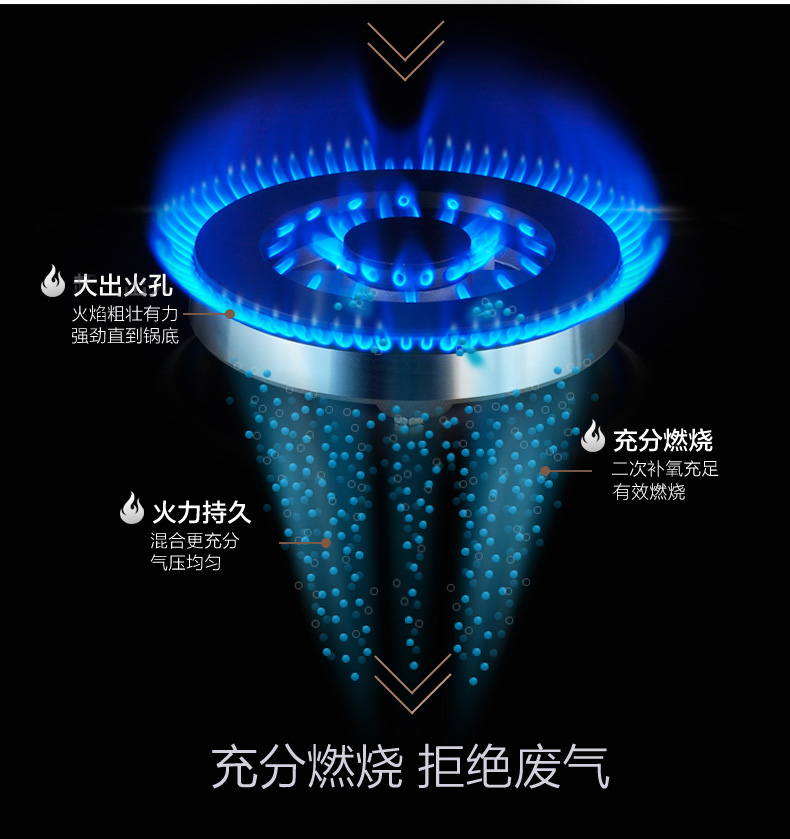 大出火孔
火焰粗壮有力
强劲直到锅底
充分燃烧
二次补氧充足
有效燃烧
火力持久
混合更充分
气压均匀
充分燃烧 拒绝废气